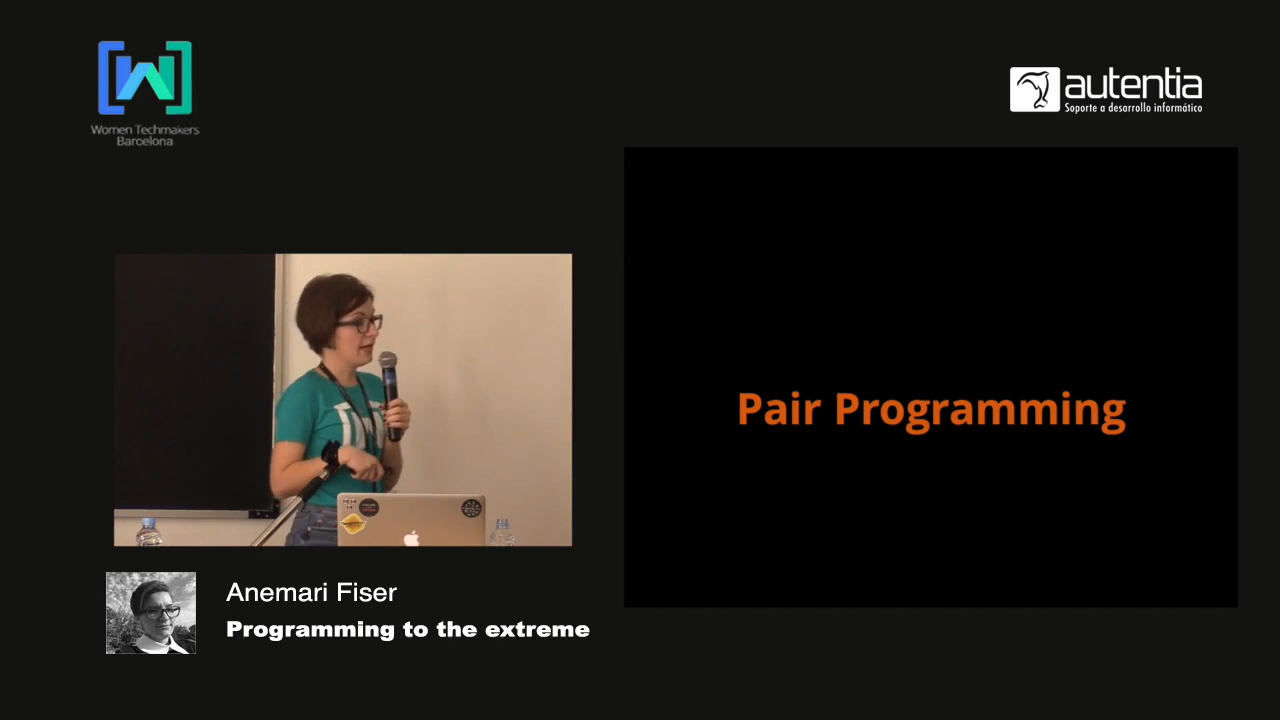 Women Techmakers
Barcelona
autentia
Soporte a desarrollo informático
Pair Programming
Anemari Fiser
Programming to the extreme